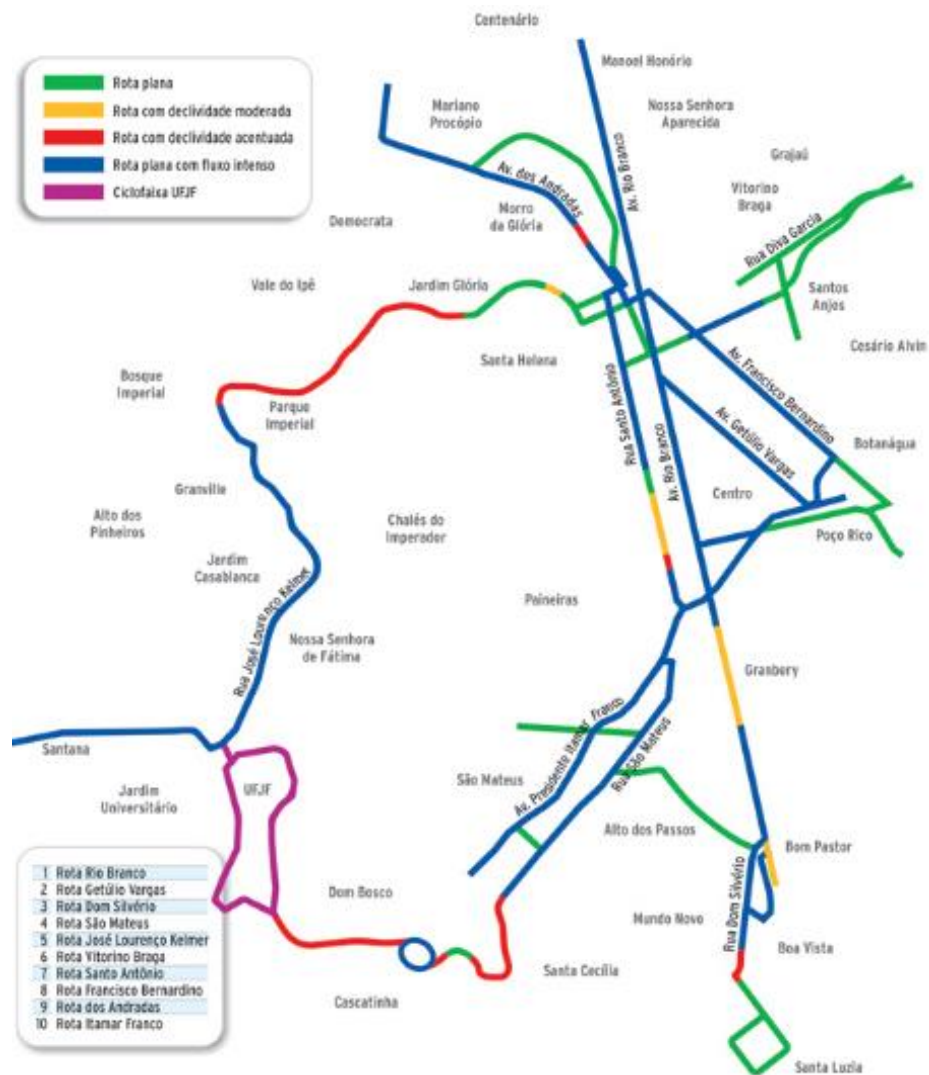 Centenário
Manoel Honório
Rota plana
Rota com declividade moderada
Rota com declividade acentuada
Rota plana com fluxo intenso
Ciclofaixa UFJF
Mariano
Procópio
Nossa Senhora
Aparecida
Av. Rio Branco
Grajaú
Av. dos Andradas
Vitorino
Braga
Democrata
Morro
da Glória
Rua Diva Garcia
Vale do Ipê
Jardim Glória
Santos
Anjos
Santa Helena
Cesário Alvin
Bosque
Imperial
Av. Francisco Bernardino
Parque
Imperial
Rua Santo Antônio
Av. Rio Branco
Av. Getúlio Vargas
Botanágua
Granville
Centro
Alto dos
Pinheiros
Chalés do
Imperador
Poço Rico
Jardim
Casablanca
Paineiras
Rua José Lourenço Kelmer
Nossa Senhora
de Fátima
Granbery
Santana
Av. Presidente Itamar Franco
Rua São Mateus
São Mateus
Jardim
Universitário
UFJF
Alto dos Passos
Bom Pastor
1 Rota Rio Branco
2 Rota Getúlio Vargas
3 Rota Dom Silvério
4 Rota São Mateus
5 Rota José Lourenço Kelmer
6 Rota Vitorino Braga
7 Rota Santo Antônio
8 Rota Francisco Bernardino
9 Rota dos Andradas
10 Rota Itamar Franco
Dom Bosco
Mundo Novo
Rua Dom Silvério
Boa Vista
Santa Cecília
Cascatinha
Santa Luzia